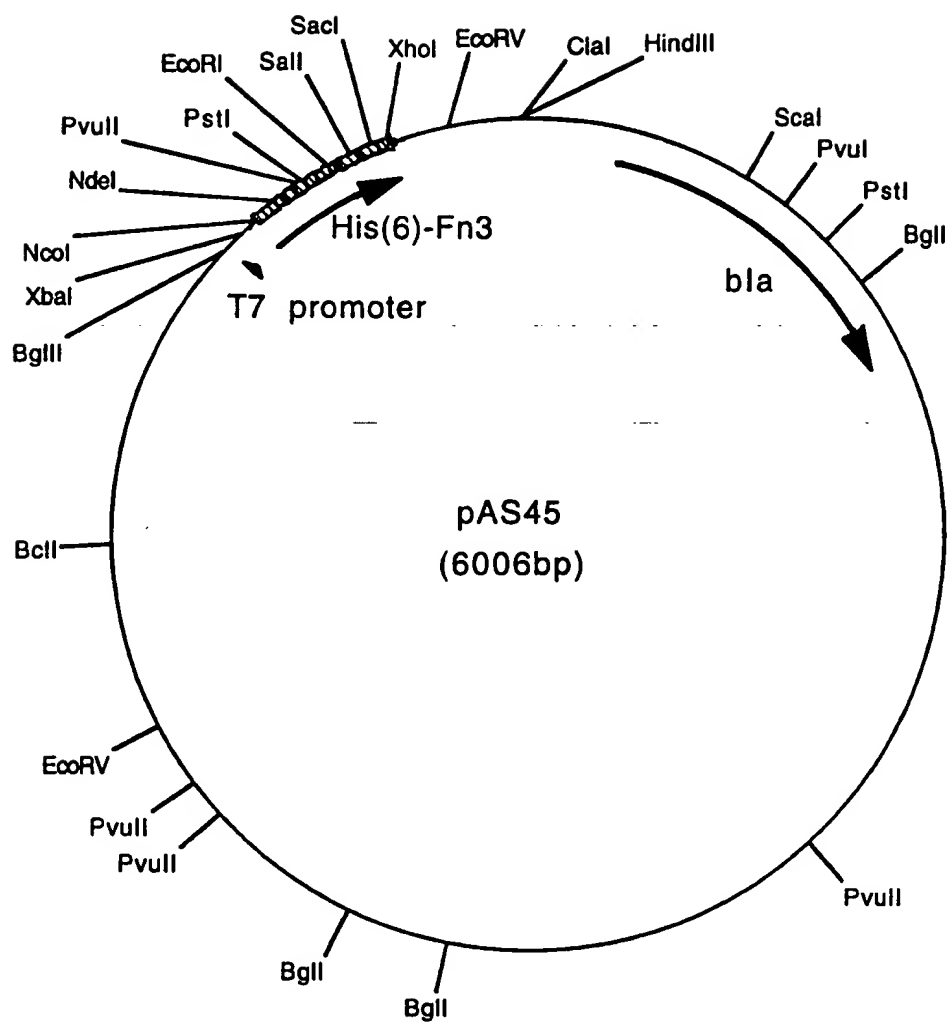 SacI
XhoI
EcoRV
ClaI
HindIII
EcoRI
SalI
PvuII
PstI
ScaI
PvuI
NdeI
PstI
BglI
NcoI
His(6)-Fn3
XbaI
bla
T7 promoter
BglII
pAS45
(6006bp)
BclI
EcoRV
PvuII
PvuII
PvuII
BglI
BglI